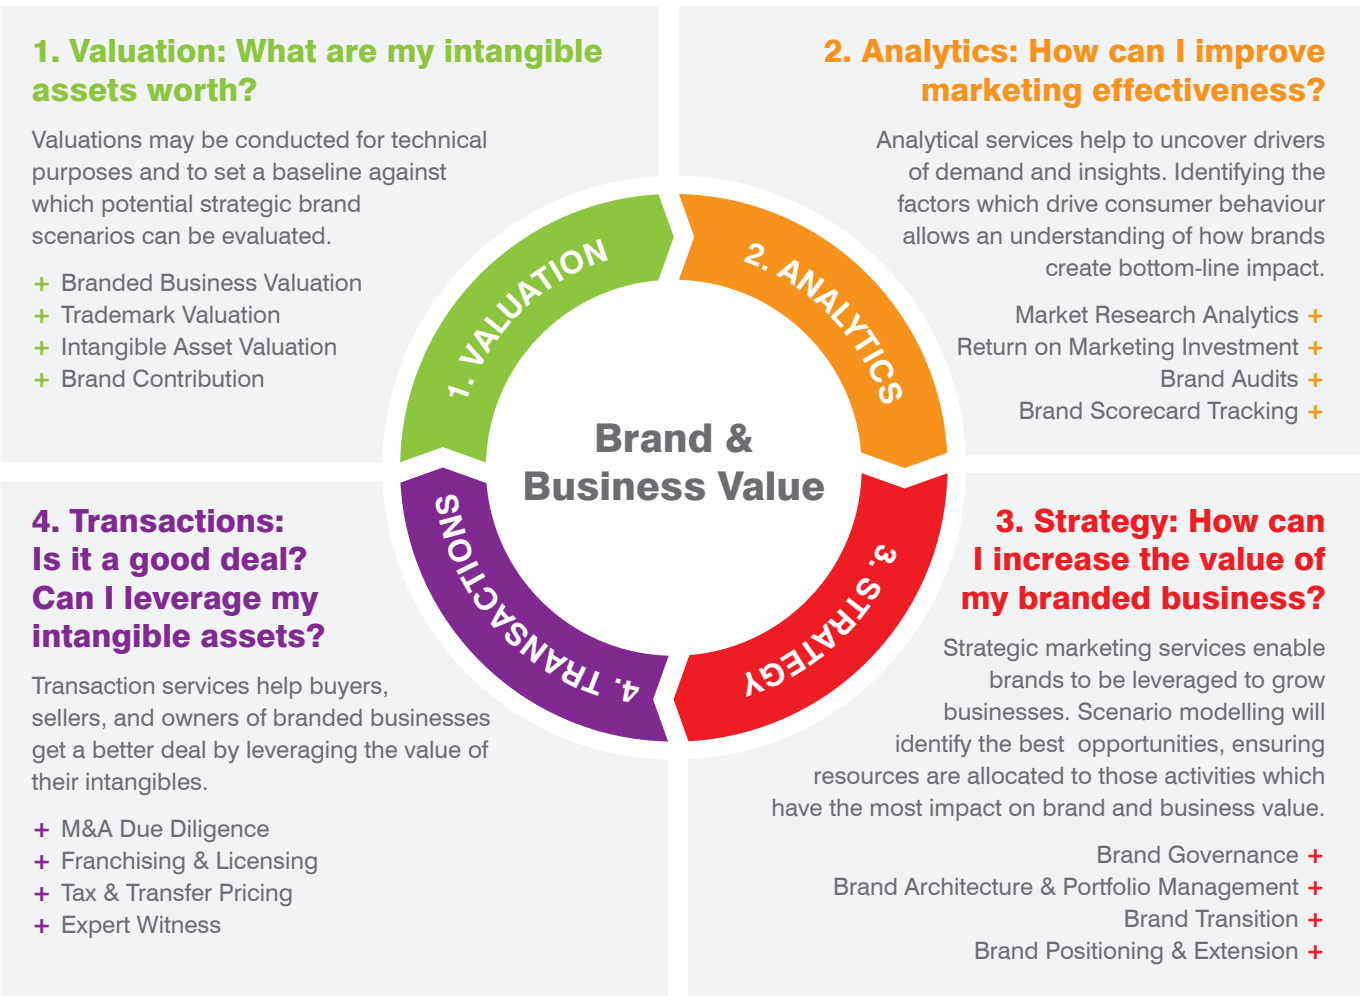 1. Valuation: What are my intangible
assets worth?
Valuations may be conducted for technical
purposes and to set a baseline against
which potential strategic brand
scenarios can be evaluated.
+ Branded Business Valuation
+ Trademark Valuation
+ Intangible Asset Valuation
+ Brand Contribution
2. Analytics: How can I improve
marketing effectiveness?
Analytical services help to uncover drivers
of demand and insights. Identifying the
factors which drive consumer behaviour
allows an understanding of how brands
create bottom-line impact.
Market Research Analytics +
Return on Marketing Investment +
Brand Audits +
Brand Scorecard Tracking +
1. VALUATION
2. ANALYTICS
Brand &
Business Value
3. STRATEGY
4. TRANSACTIONS
3. Strategy: How can
I increase the value of
my branded business?
Strategic marketing services enable
brands to be leveraged to grow
businesses. Scenario modelling will
identify the best  opportunities, ensuring
resources are allocated to those activities which
have the most impact on brand and business value.
Brand Governance +
Brand Architecture & Portfolio Management +
Brand Transition +
Brand Positioning & Extension +
4. Transactions:
Is it a good deal?
Can I leverage my
intangible assets?
Transaction services help buyers,
sellers, and owners of branded businesses
get a better deal by leveraging the value of
their intangibles.
+ M&A Due Diligence
+ Franchising & Licensing
+ Tax & Transfer Pricing
+ Expert Witness